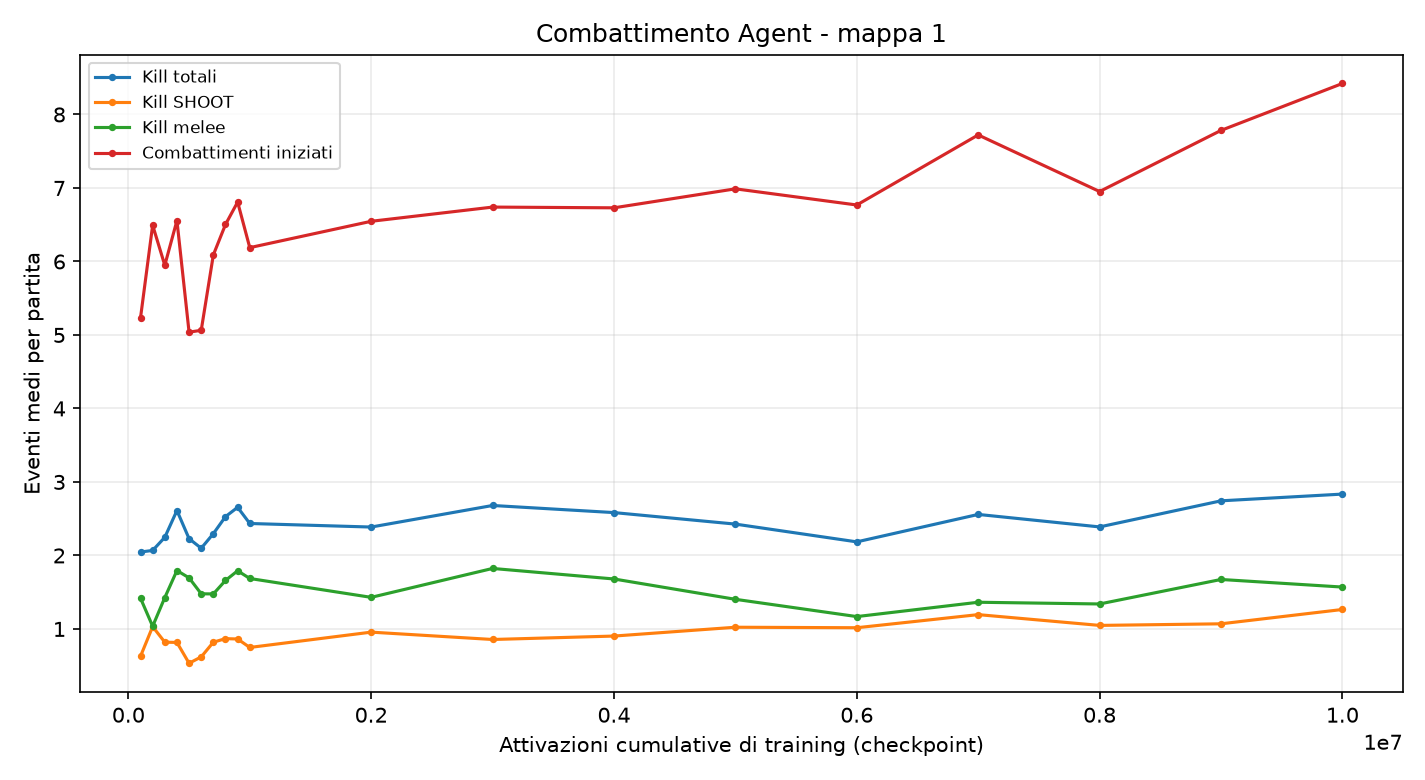 Combattimento Agent - mappa 1
Kill totali
Kill SHOOT
Kill melee
Combattimenti iniziati
Eventi medi per partita
8
7
6
5
4
3
2
1
0.0 0.2 0.4 0.6 0.8 1.0
1e7
Attivazioni cumulative di training (checkpoint)